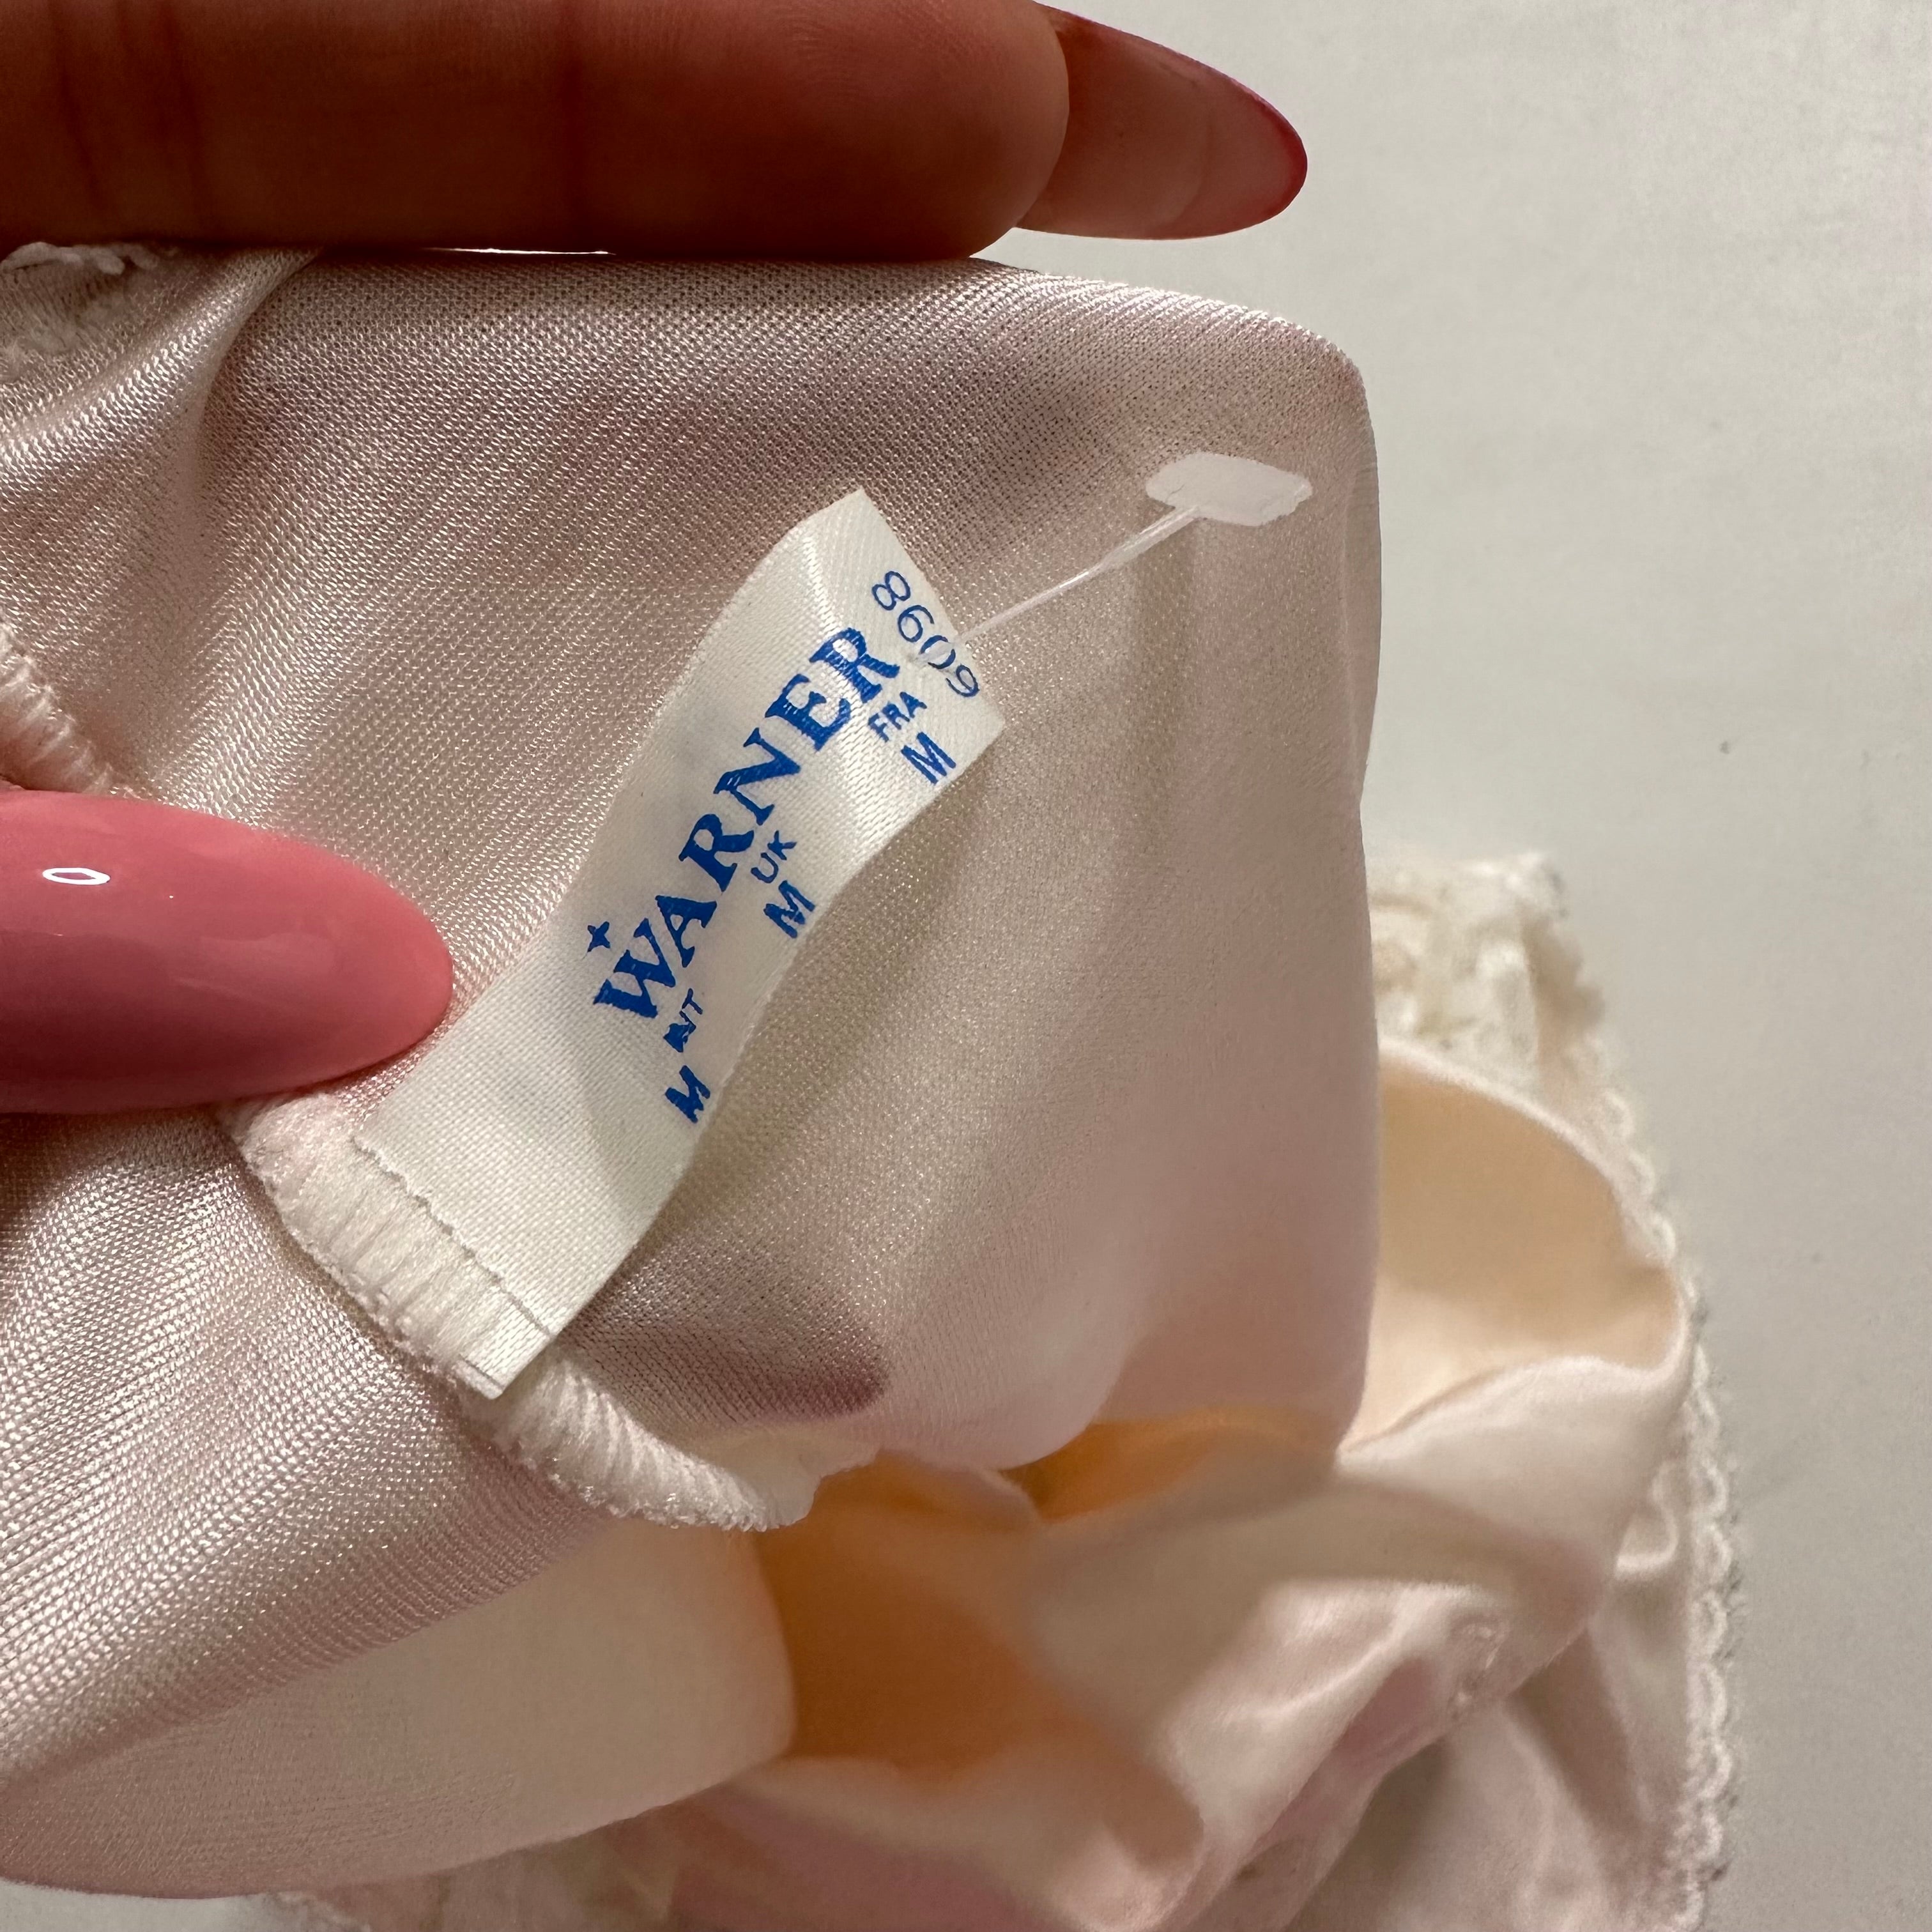 8609
WARNER
INT UK FRA
M M M